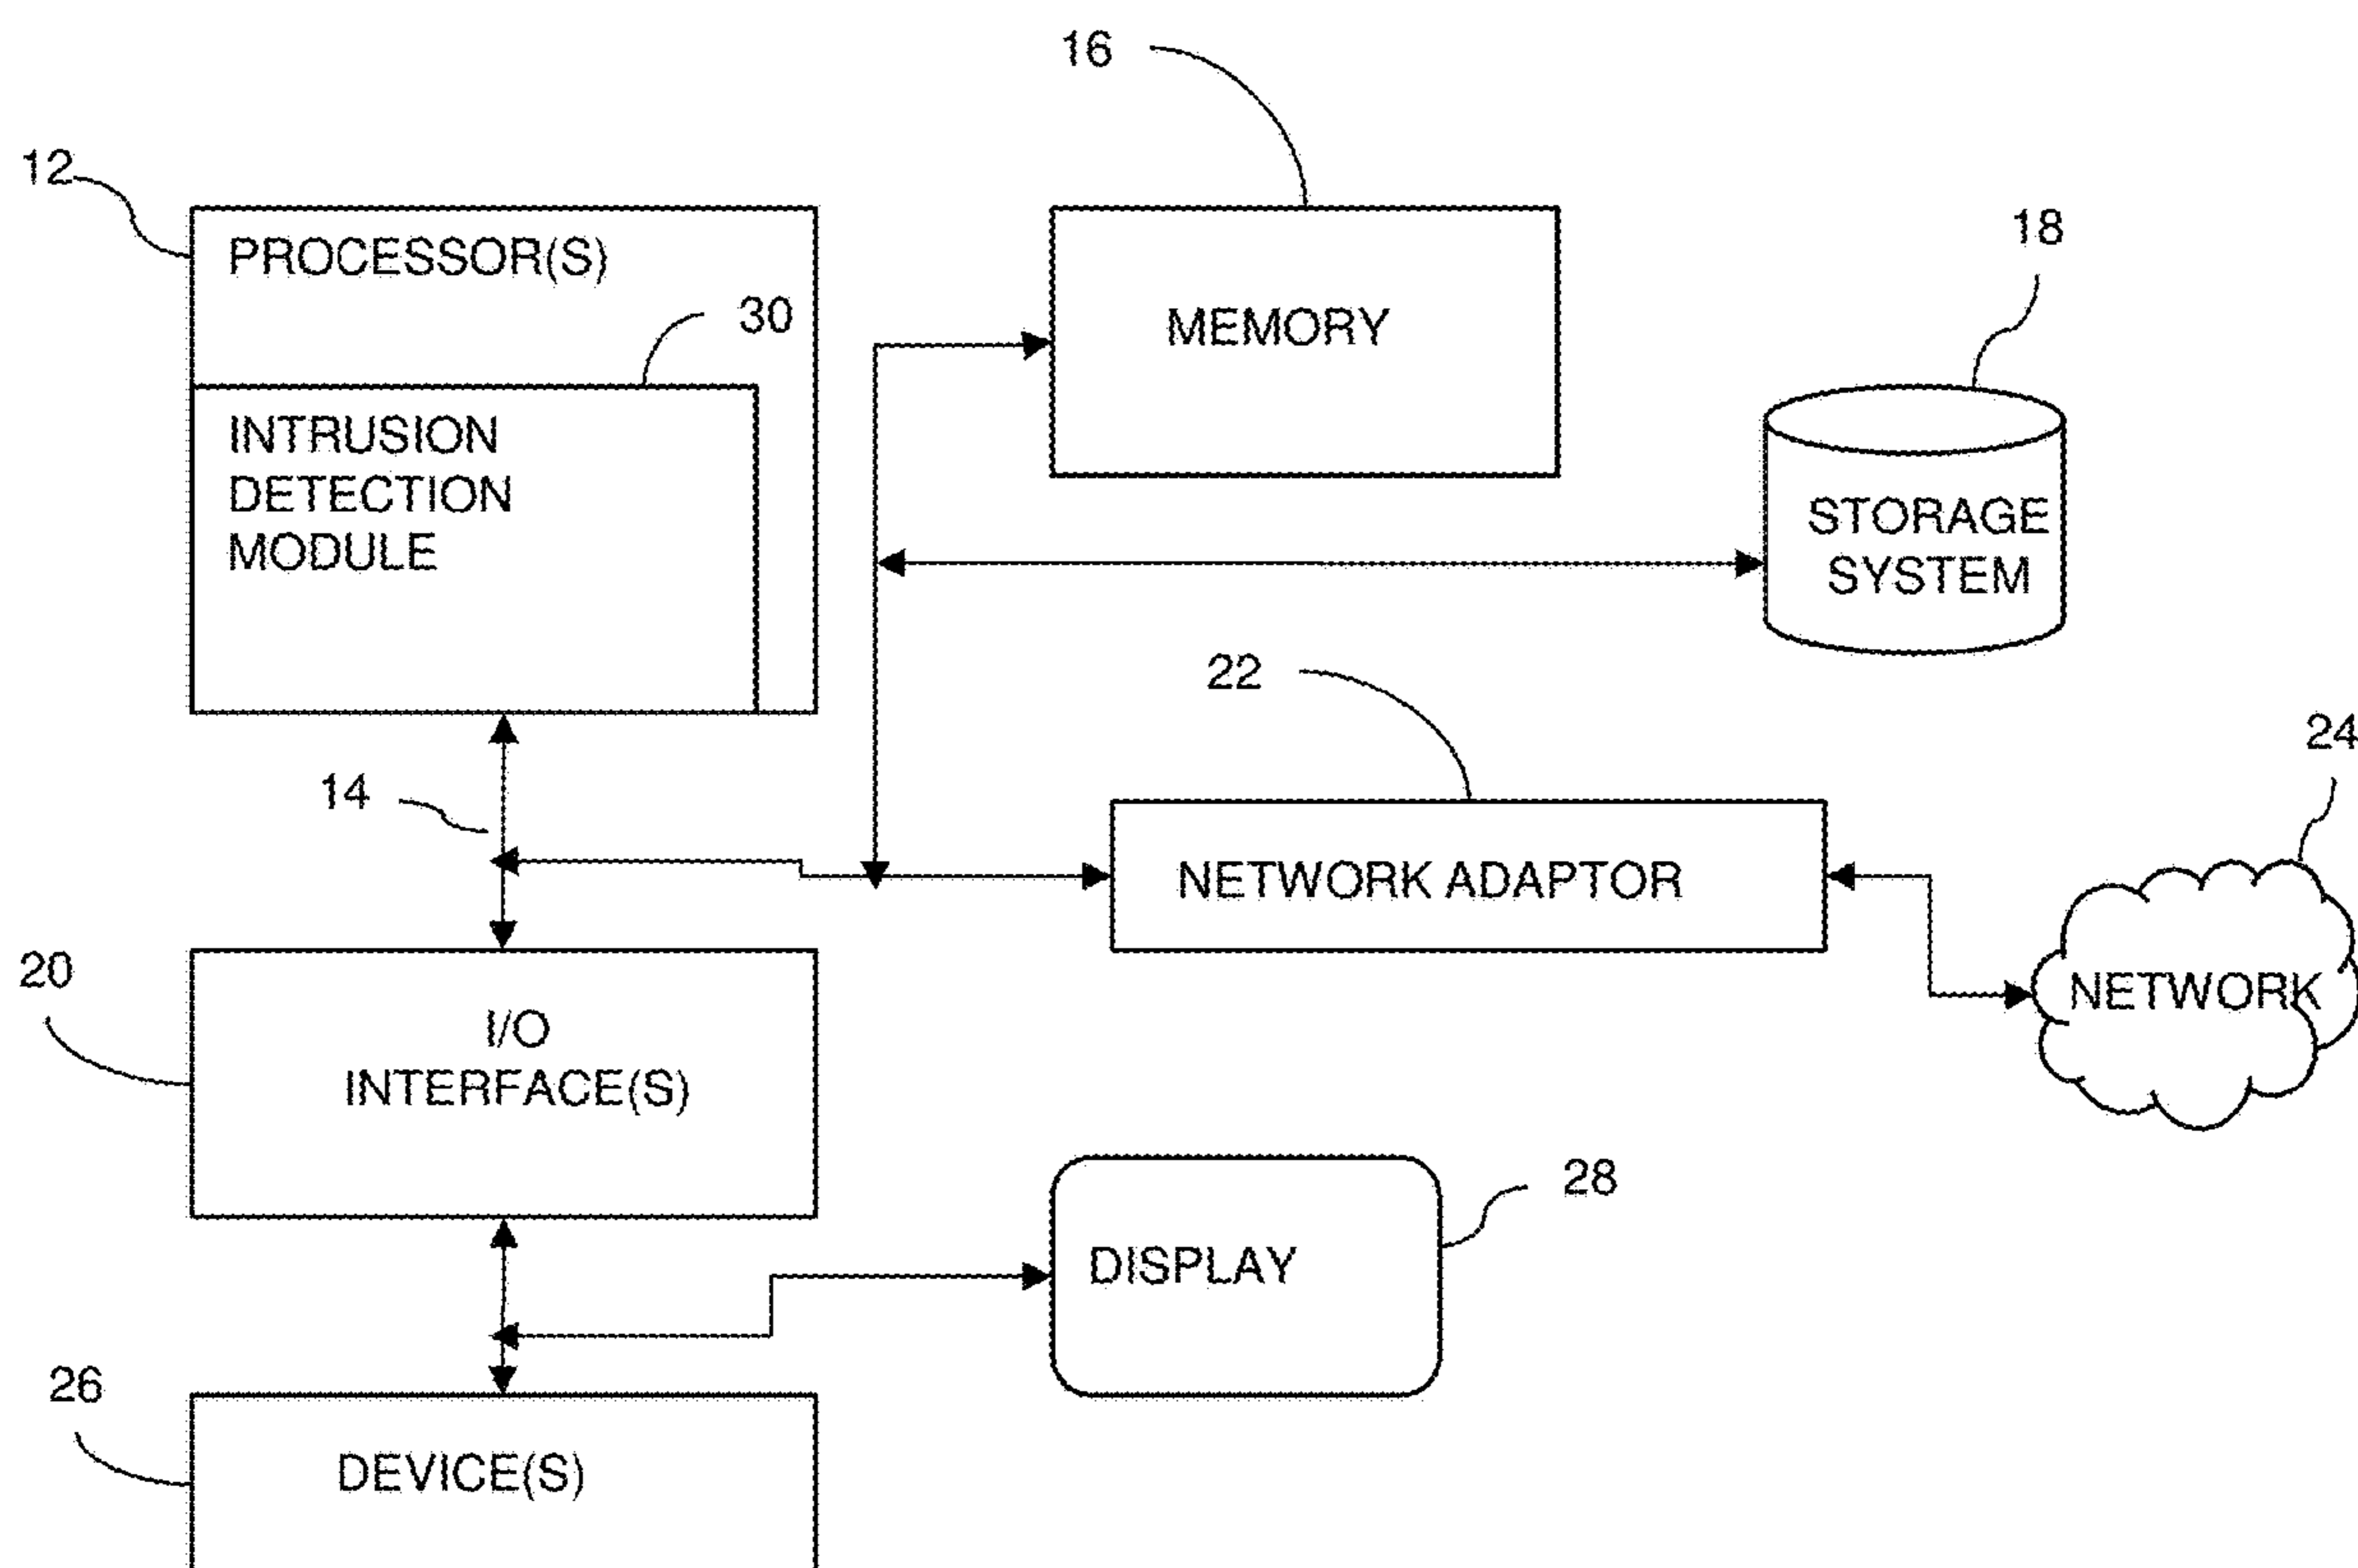 16
12
18
PROCESSOR(S)
30
MEMORY
INTRUSION
DETECTION
MODULE
STORAGE
SYSTEM
22
24
14
NETWORK ADAPTOR
20
NETWORK
I/O
INTERFACE(S)
28
DISPLAY
26
DEVICE(S)